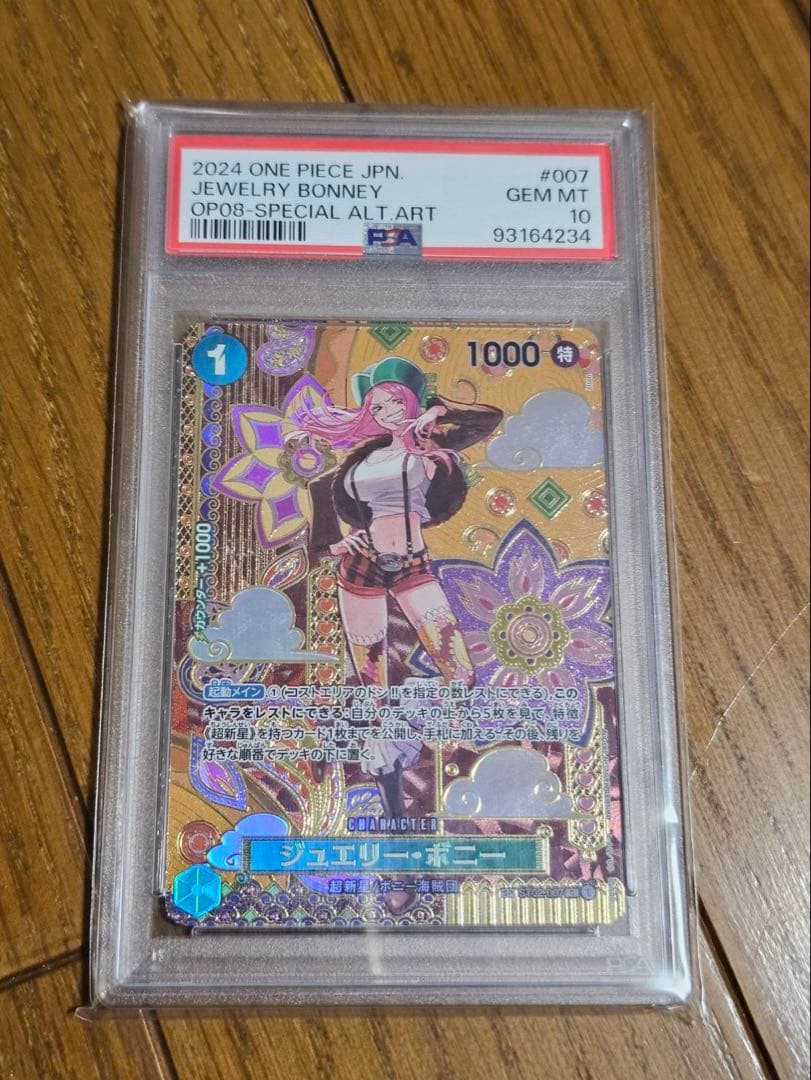 2024 ONE PIECE JPN. #007
JEWELRY BONNEY GEM MT
OP08-SPECIAL ALT.ART 10
PSA 93164234
1
1000 特
カウンター +1000
起動メイン ①(コストエリアのドン!!を指定の数レストにできる) このキャラをレストにできる:自分のデッキの上から5枚を見て、特徴
《超新星》を持つカード1枚までを公開し、手札に加える。その後、残りを
好きな順番でデッキの下に置く。
CHARACTER
ジュエリー・ボニー
超新星/ボニー海賊団